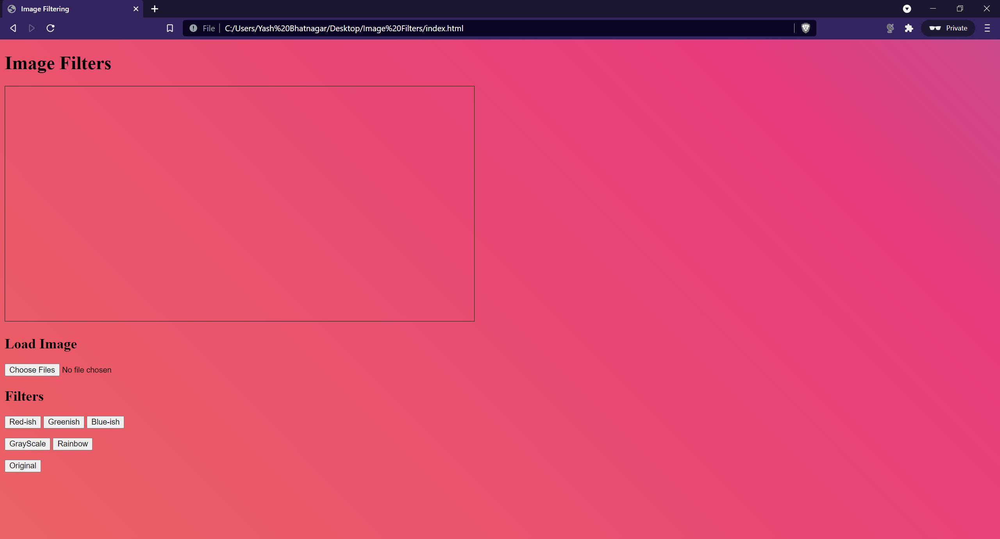 Image Filtering
File C:/Users/Yash%20Bhatnagar/Desktop/Image%20Filters/index.html Private
Image Filters
Load Image
Choose Files No file chosen
Filters
Red-ish Greenish Blue-ish
GrayScale Rainbow
Original